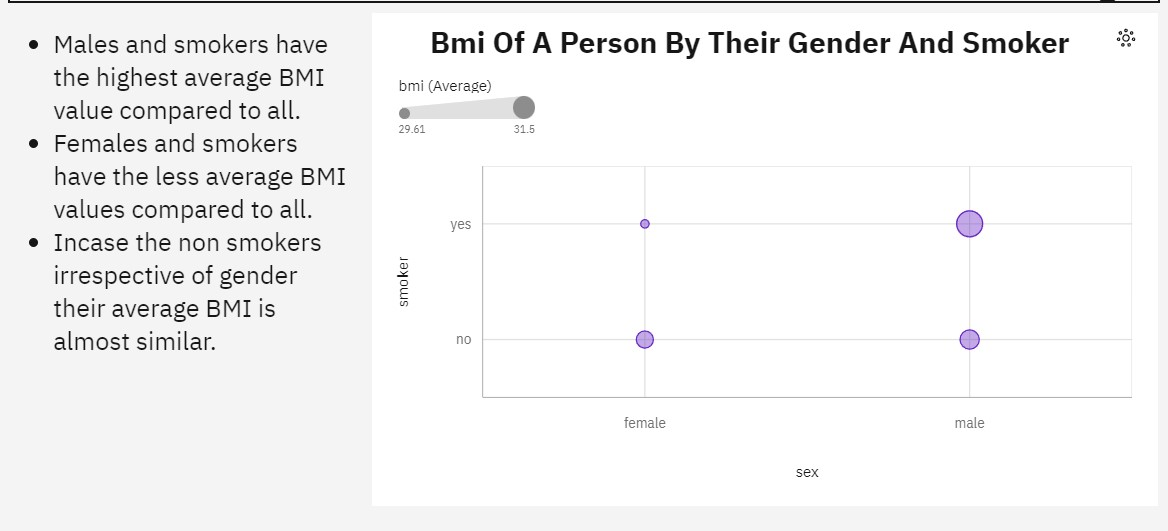 • Males and smokers have
the highest average BMI
value compared to all.
• Females and smokers
have the less average BMI
values compared to all.
• Incase the non smokers
irrespective of gender
their average BMI is
almost similar.
Bmi Of A Person By Their Gender And Smoker
bmi (Average)
29.61 31.5
yes
smoker
no
female male
sex